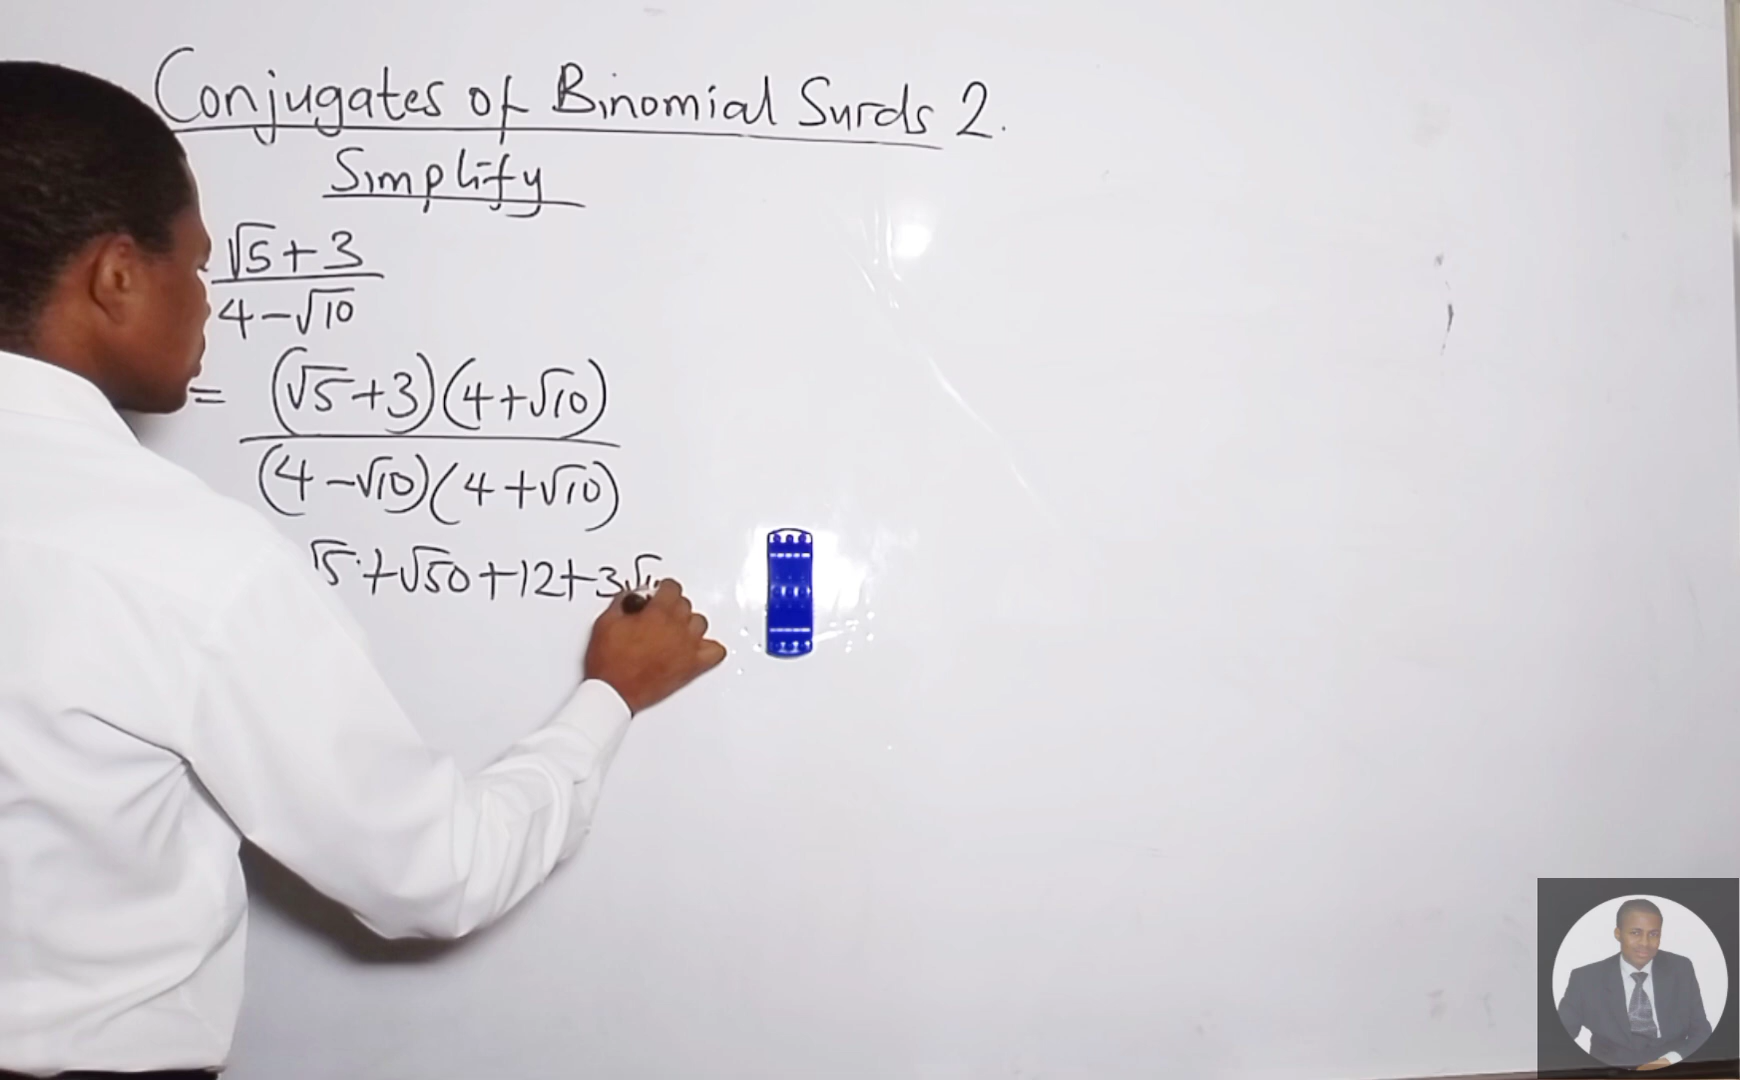 Conjugates of Binomial Surds 2.
Simplify
√5 + 3
4 - √10
= (√5 + 3)(4 + √10)
(4 - √10)(4 + √10)
√5 + √50 + 12 + 3√